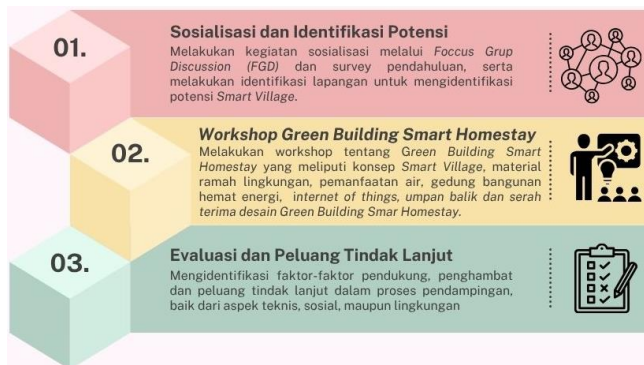 01.
Sosialisasi dan Identifikasi Potensi
Melakukan kegiatan sosialisasi melalui Foccus Grup
Discussion (FGD) dan survey pendahuluan, serta
melakukan identifikasi lapangan untuk mengidentifikasi
potensi Smart Village.
02.
Workshop Green Building Smart Homestay
Melakukan workshop tentang Green Building Smart
Homestay yang meliputi konsep Smart Village, material
ramah lingkungan, pemanfaatan air, gedung bangunan
hemat energi, internet of things, umpan balik dan serah
terima desain Green Building Smar Homestay.
03.
Evaluasi dan Peluang Tindak Lanjut
Mengidentifikasi faktor-faktor pendukung, penghambat
dan peluang tindak lanjut dalam proses pendampingan,
baik dari aspek teknis, sosial, maupun lingkungan